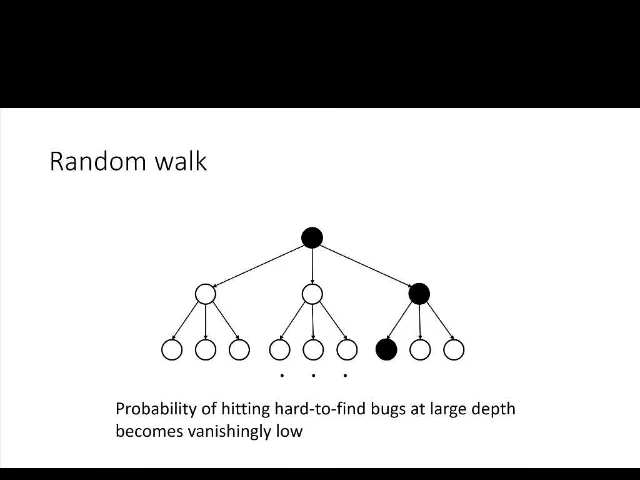 Random walk
. . .
Probability of hitting hard-to-find bugs at large depth
becomes vanishingly low